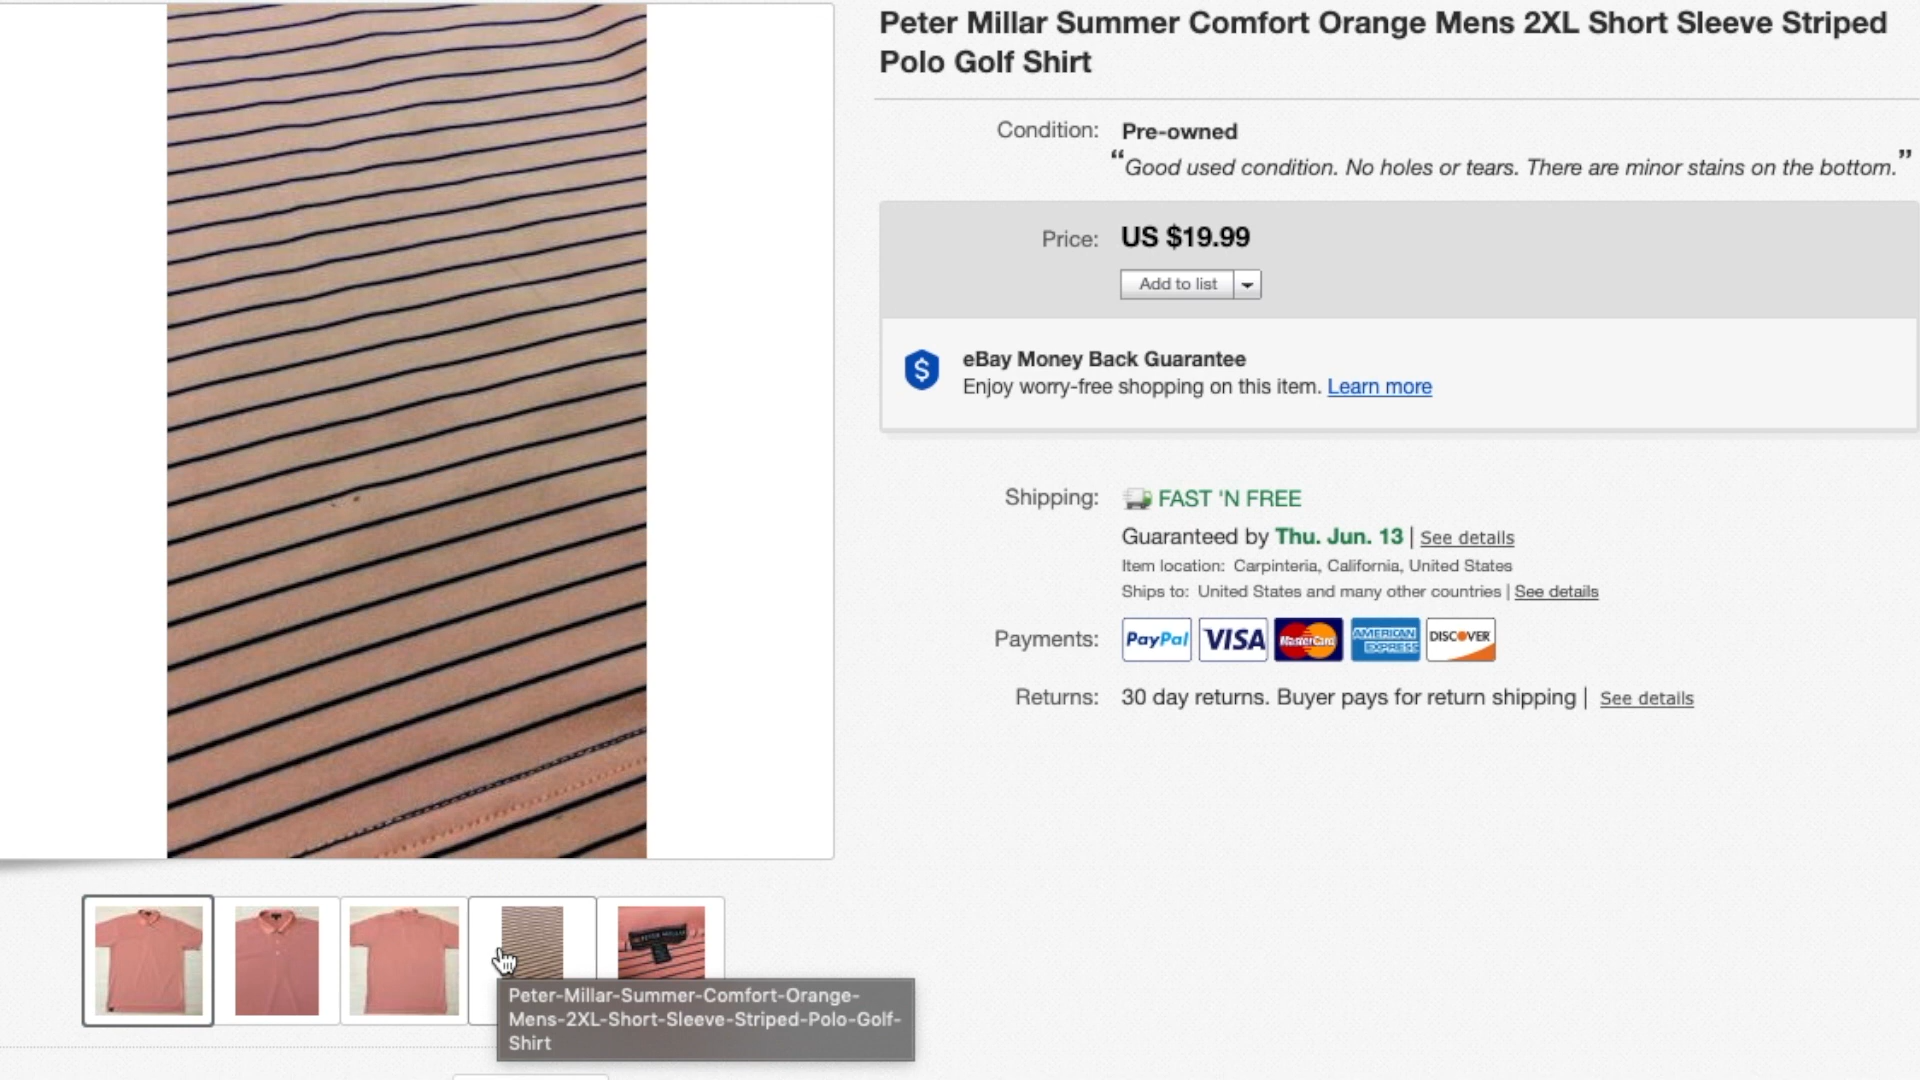 Peter Millar Summer Comfort Orange Mens 2XL Short Sleeve Striped
Polo Golf Shirt
Condition: Pre-owned
“Good used condition. No holes or tears. There are minor stains on the bottom.”
Price: US $19.99
Add to list
$
eBay Money Back Guarantee
Enjoy worry-free shopping on this item. Learn more
Shipping: FAST 'N FREE
Guaranteed by Thu. Jun. 13 | See details
Item location: Carpinteria, California, United States
Ships to: United States and many other countries | See details
Payments: PayPal VISA MasterCard AMERICAN EXPRESS DISCOVER
Returns: 30 day returns. Buyer pays for return shipping | See details
PETER MILLAR
Peter-Millar-Summer-Comfort-Orange-
Mens-2XL-Short-Sleeve-Striped-Polo-Golf-
Shirt